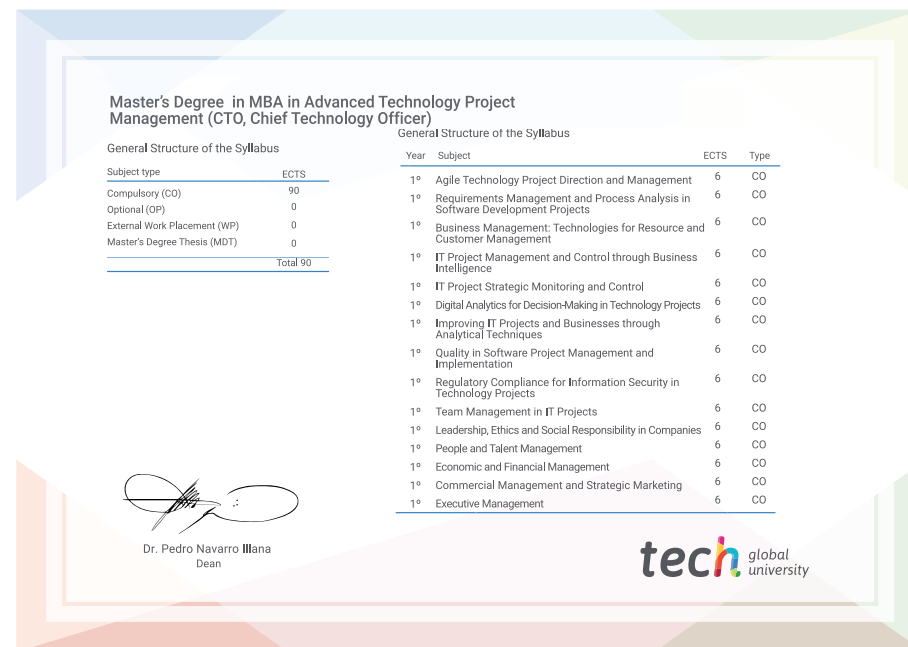 Master's Degree in MBA in Advanced Technology Project
Management (CTO, Chief Technology Officer)
General Structure of the Syllabus
Subject type ECTS
Compulsory (CO) 90
Optional (OP) 0
External Work Placement (WP) 0
Master's Degree Thesis (MDT) 0
Total 90
General Structure of the Syllabus
Year Subject ECTS Type
1º Agile Technology Project Direction and Management 6 CO
1º Requirements Management and Process Analysis in 6 CO
Software Development Projects
1º Business Management: Technologies for Resource and 6 CO
Customer Management
1º IT Project Management and Control through Business 6 CO
Intelligence
1º IT Project Strategic Monitoring and Control 6 CO
1º Digital Analytics for Decision-Making in Technology Projects 6 CO
1º Improving IT Projects and Businesses through 6 CO
Analytical Techniques
1º Quality in Software Project Management and 6 CO
Implementation
1º Regulatory Compliance for Information Security in 6 CO
Technology Projects
1º Team Management in IT Projects 6 CO
1º Leadership, Ethics and Social Responsibility in Companies 6 CO
1º People and Talent Management 6 CO
1º Economic and Financial Management 6 CO
1º Commercial Management and Strategic Marketing 6 CO
1º Executive Management 6 CO
Dr. Pedro Navarro Illana
Dean
tech global
university